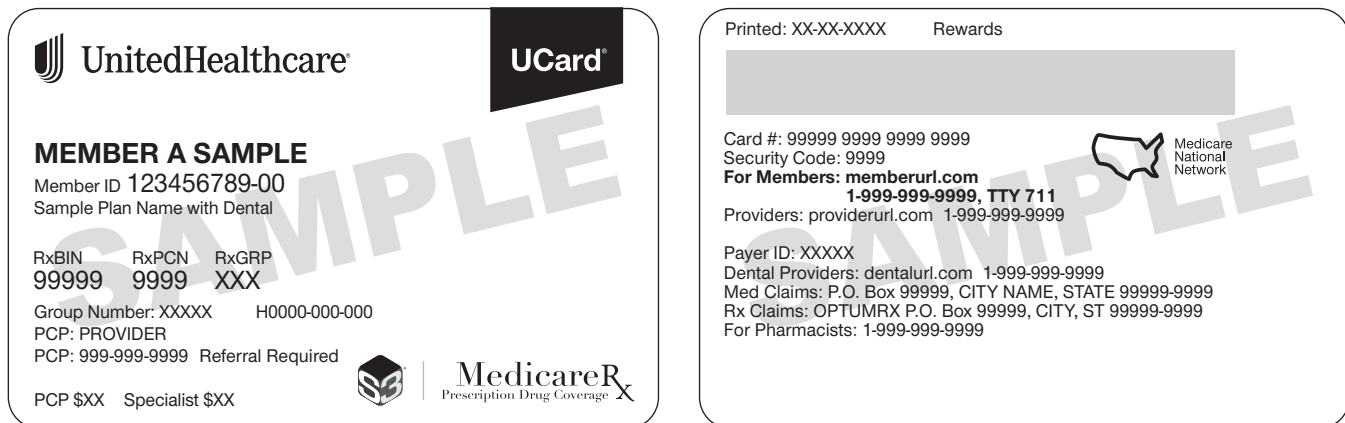 UnitedHealthcare®
UCard®
SAMPLE
MEMBER A SAMPLE
Member ID 123456789-00
Sample Plan Name with Dental
RxBIN RxPCN RxGRP
99999 9999 XXX
Group Number: XXXXX H0000-000-000
PCP: PROVIDER
PCP: 999-999-9999 Referral Required
PCP $XX Specialist $XX
S3
MedicareRx
Prescription Drug Coverage
Printed: XX-XX-XXXX Rewards
SAMPLE
Card #: 99999 9999 9999 9999
Security Code: 9999
For Members: memberurl.com
1-999-999-9999, TTY 711
Providers: providerurl.com 1-999-999-9999
Medicare
National
Network
Payer ID: XXXXX
Dental Providers: dentalurl.com 1-999-999-9999
Med Claims: P.O. Box 99999, CITY NAME, STATE 99999-9999
Rx Claims: OPTUMRX P.O. Box 99999, CITY, ST 99999-9999
For Pharmacists: 1-999-999-9999